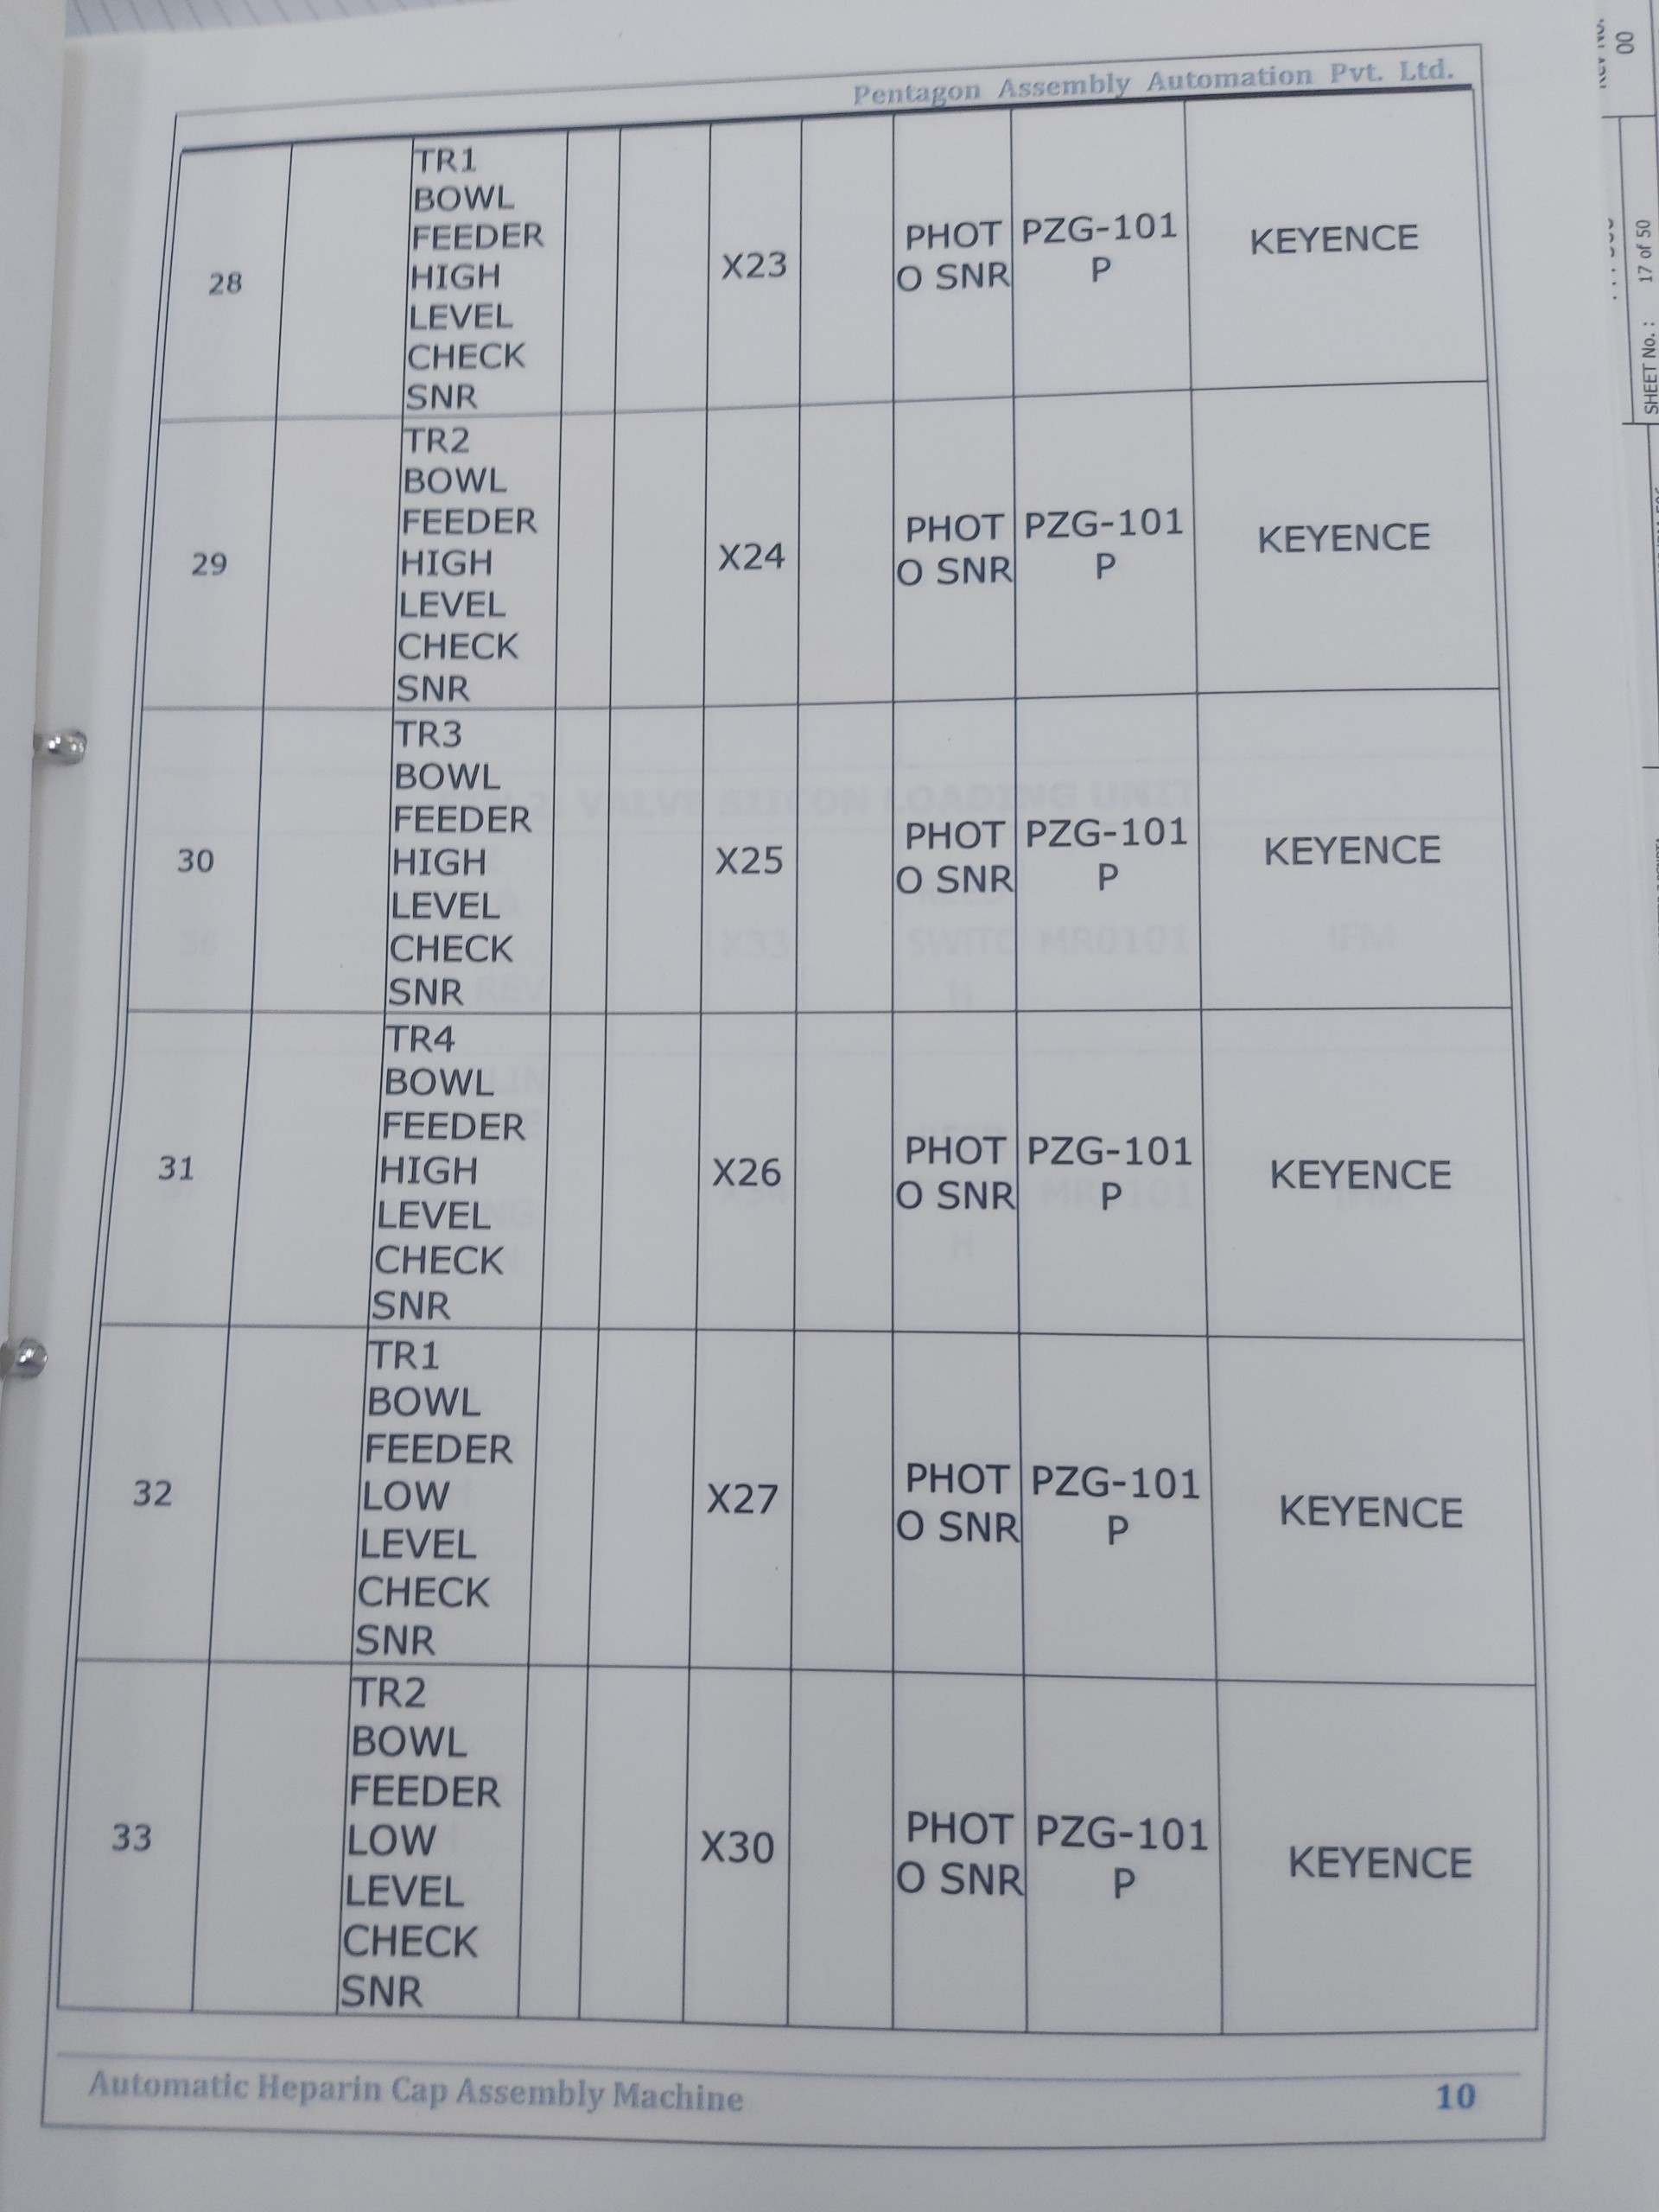 Pentagon Assembly Automation Pvt. Ltd.
28
TR1
BOWL
FEEDER
HIGH
LEVEL
CHECK
SNR
X23
PHOT
O SNR
PZG-101
P
KEYENCE
29
TR2
BOWL
FEEDER
HIGH
LEVEL
CHECK
SNR
X24
PHOT
O SNR
PZG-101
P
KEYENCE
30
TR3
BOWL
FEEDER
HIGH
LEVEL
CHECK
SNR
X25
PHOT
O SNR
PZG-101
P
KEYENCE
31
TR4
BOWL
FEEDER
HIGH
LEVEL
CHECK
SNR
X26
PHOT
O SNR
PZG-101
P
KEYENCE
32
TR1
BOWL
FEEDER
LOW
LEVEL
CHECK
SNR
X27
PHOT
O SNR
PZG-101
P
KEYENCE
33
TR2
BOWL
FEEDER
LOW
LEVEL
CHECK
SNR
X30
PHOT
O SNR
PZG-101
P
KEYENCE
Automatic Heparin Cap Assembly Machine
10
00
SHEET No. : 17 of 50